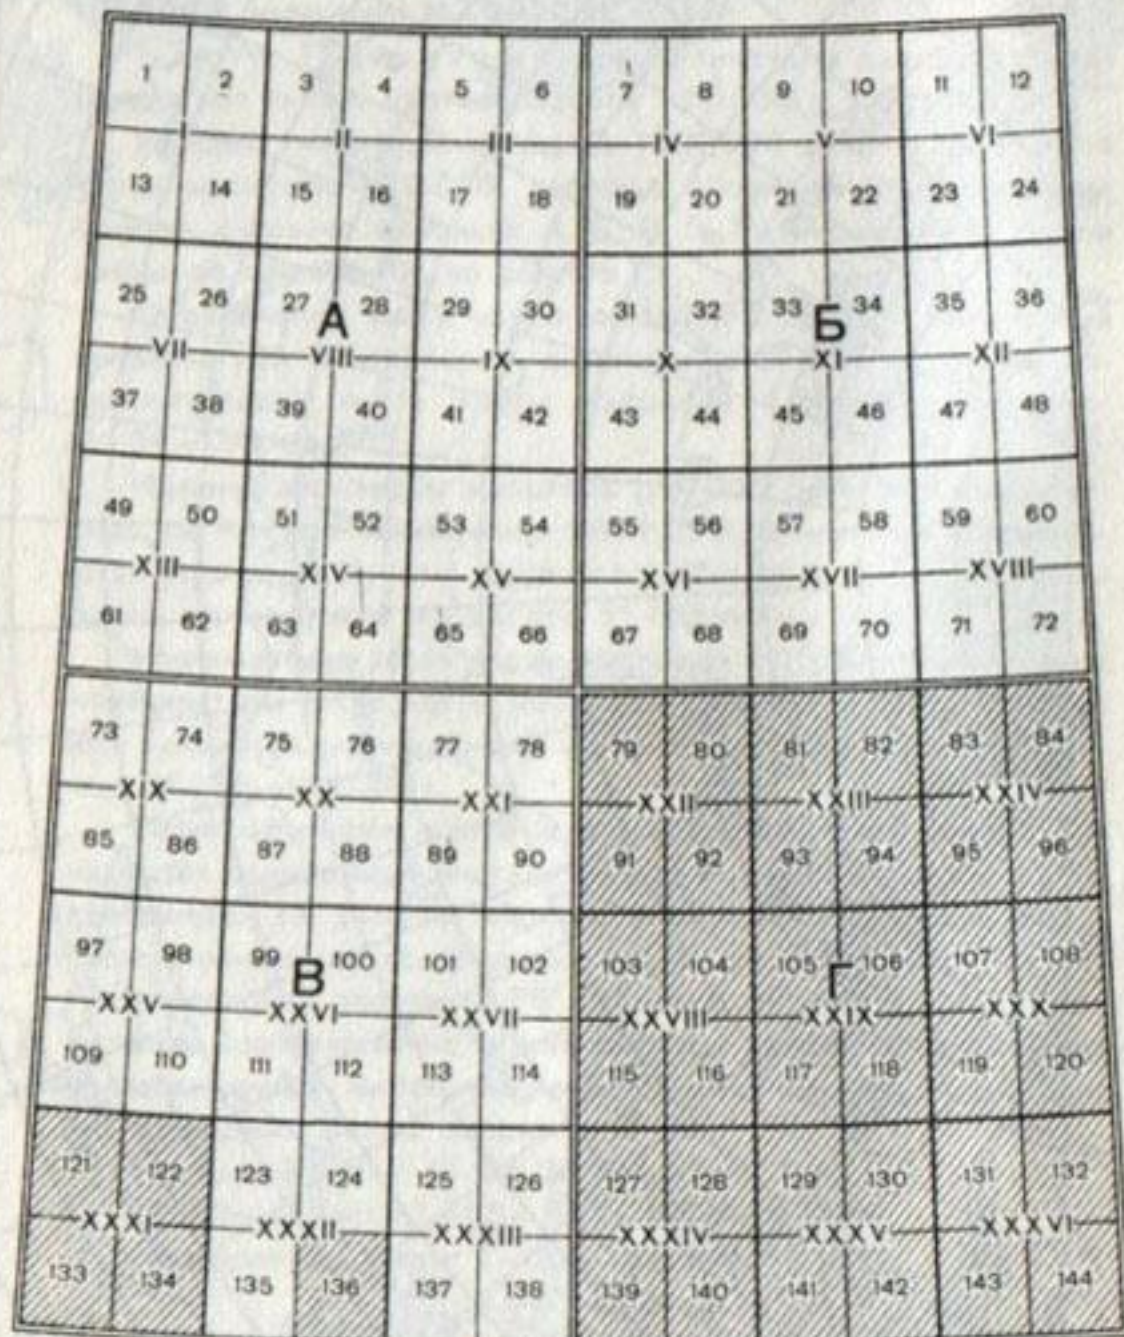 1 2 3 4 5 6 7 8 9 10 11 12
I II III IV V VI
13 14 15 16 17 18 19 20 21 22 23 24
25 26 27 28 29 30 31 32 33 34 35 36
А Б
VII VIII IX X XI XII
37 38 39 40 41 42 43 44 45 46 47 48
49 50 51 52 53 54 55 56 57 58 59 60
XIII XIV XV XVI XVII XVIII
61 62 63 64 65 66 67 68 69 70 71 72
73 74 75 76 77 78 79 80 81 82 83 84
XIX XX XXI XXII XXIII XXIV
85 86 87 88 89 90 91 92 93 94 95 96
97 98 99 100 101 102 103 104 105 106 107 108
В Г
XXV XXVI XXVII XXVIII XXIX XXX
109 110 111 112 113 114 115 116 117 118 119 120
121 122 123 124 125 126 127 128 129 130 131 132
XXXI XXXII XXXIII XXXIV XXXV XXXVI
133 134 135 136 137 138 139 140 141 142 143 144